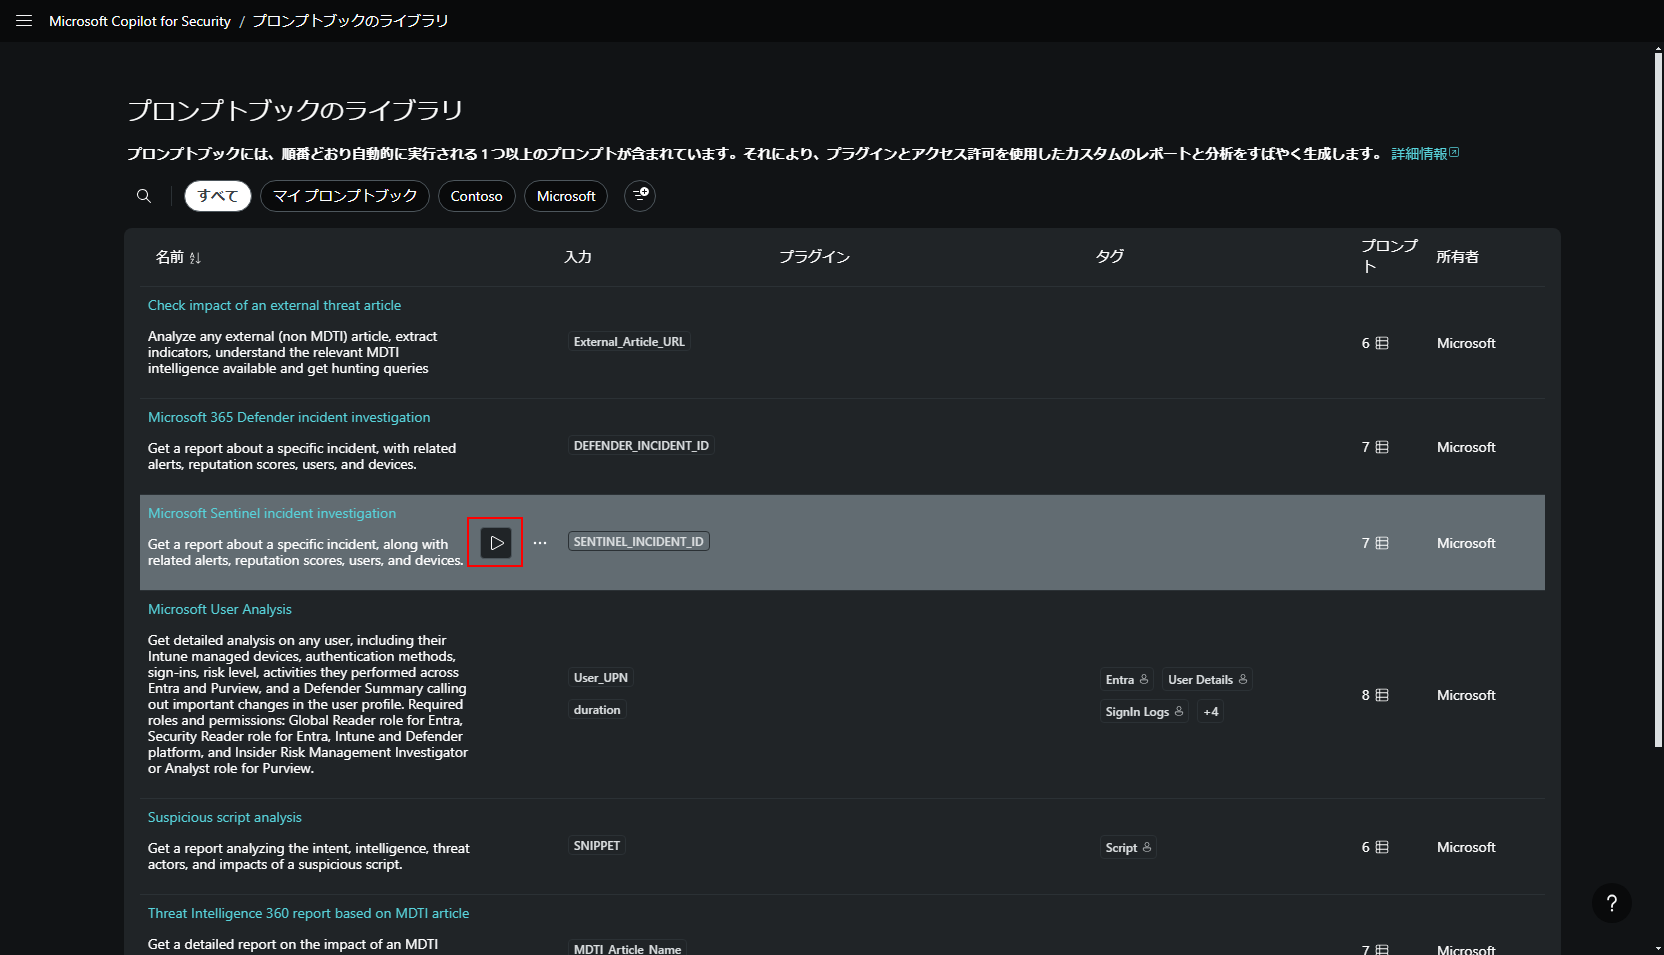 Microsoft Copilot for Security / プロンプトブックのライブラリ
プロンプトブックのライブラリ
プロンプトブックには、順番どおり自動的に実行される 1 つ以上のプロンプトが含まれています。それにより、プラグインとアクセス許可を使用したカスタムのレポートと分析をすばやく生成します。 詳細情報
すべて マイ プロンプトブック Contoso Microsoft
名前 入力 プラグイン タグ プロンプ 所有者
ト
Check impact of an external threat article
Analyze any external (non MDTI) article, extract
indicators, understand the relevant MDTI
intelligence available and get hunting queries
External_Article_URL
6 Microsoft
Microsoft 365 Defender incident investigation
Get a report about a specific incident, with related
alerts, reputation scores, users, and devices.
DEFENDER_INCIDENT_ID
7 Microsoft
Microsoft Sentinel incident investigation
Get a report about a specific incident, along with
related alerts, reputation scores, users, and devices.
... SENTINEL_INCIDENT_ID
7 Microsoft
Microsoft User Analysis
Get detailed analysis on any user, including their
Intune managed devices, authentication methods,
sign-ins, risk level, activities they performed across
Entra and Purview, and a Defender Summary calling
out important changes in the user profile. Required
roles and permissions: Global Reader role for Entra,
Security Reader role for Entra, Intune and Defender
platform, and Insider Risk Management Investigator
or Analyst role for Purview.
User_UPN
duration
Entra User Details
SignIn Logs +4
8 Microsoft
Suspicious script analysis
Get a report analyzing the intent, intelligence, threat
actors, and impacts of a suspicious script.
SNIPPET
Script
6 Microsoft
Threat Intelligence 360 report based on MDTI article
Get a detailed report on the impact of an MDTI
MDTI_Article_Name
7 Microsoft
?